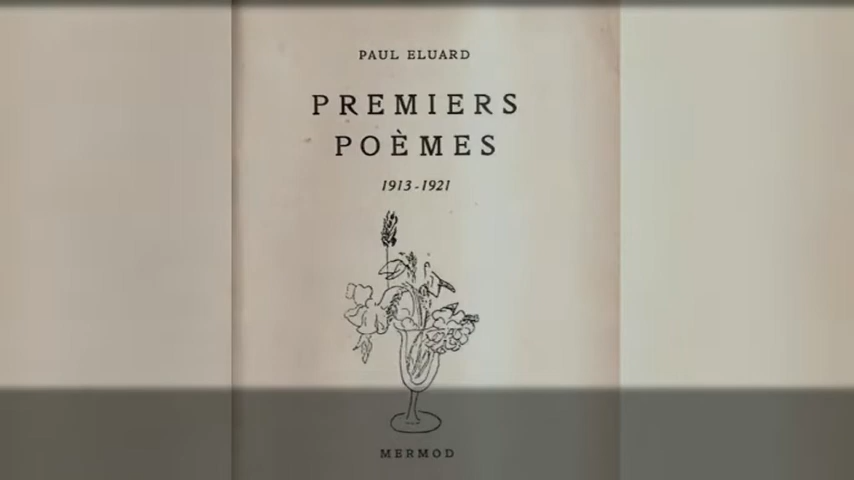 PAUL ELUARD
PREMIERS
POÈMES
1913-1921
MERMOD